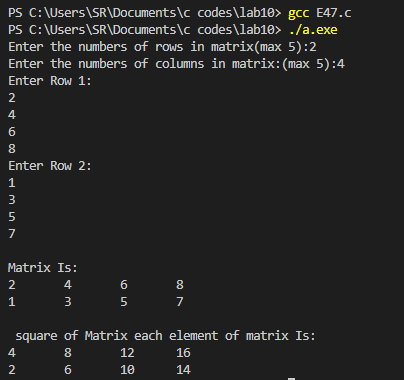 PS C:\Users\SR\Documents\c codes\lab10> gcc E47.c
PS C:\Users\SR\Documents\c codes\lab10> ./a.exe
Enter the numbers of rows in matrix(max 5):2
Enter the numbers of columns in matrix:(max 5):4
Enter Row 1:
2
4
6
8
Enter Row 2:
1
3
5
7
Matrix Is:
2 4 6 8
1 3 5 7
square of Matrix each element of matrix Is:
4 8 12 16
2 6 10 14